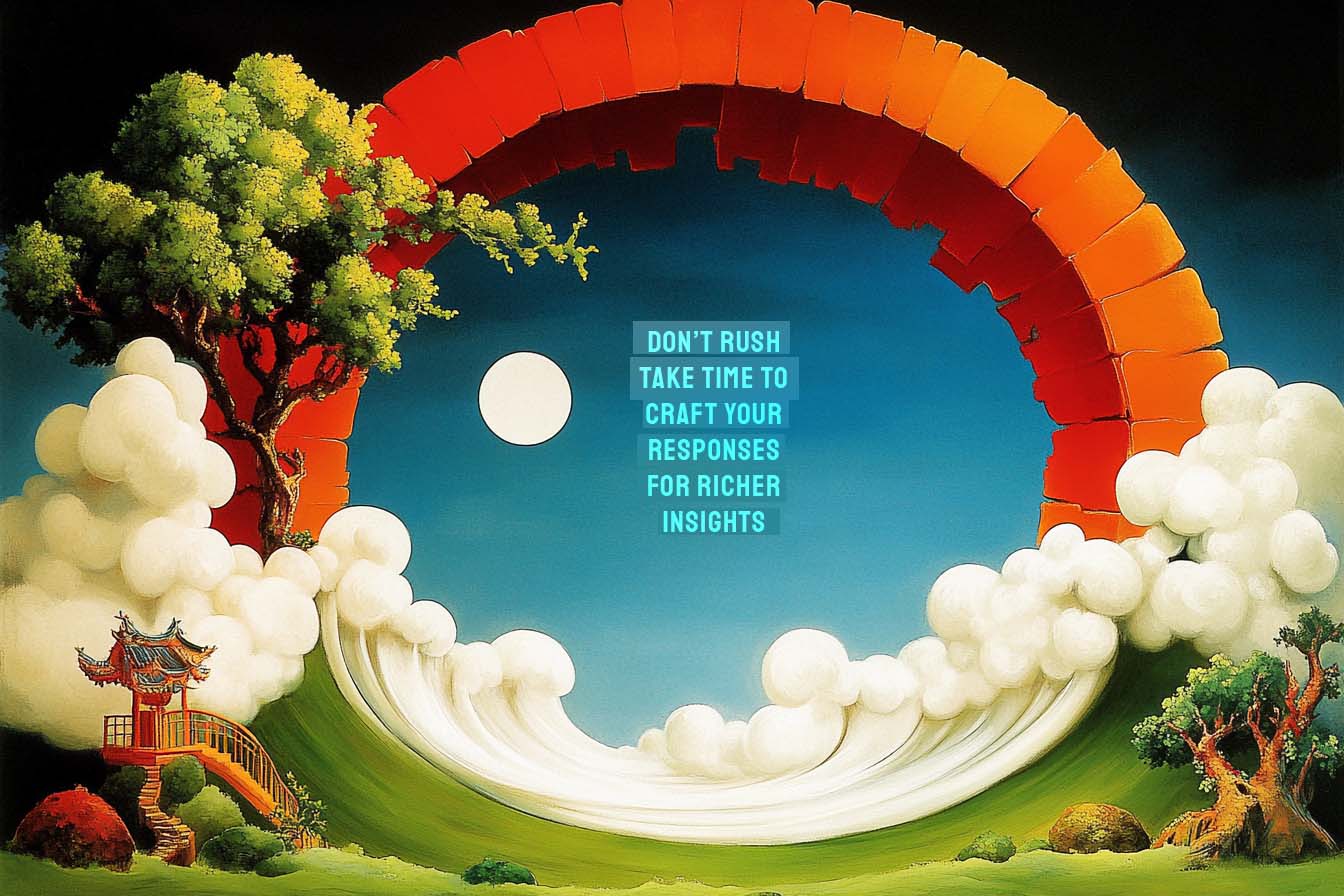 DON’T RUSH
TAKE TIME TO
CRAFT YOUR
RESPONSES
FOR RICHER
INSIGHTS